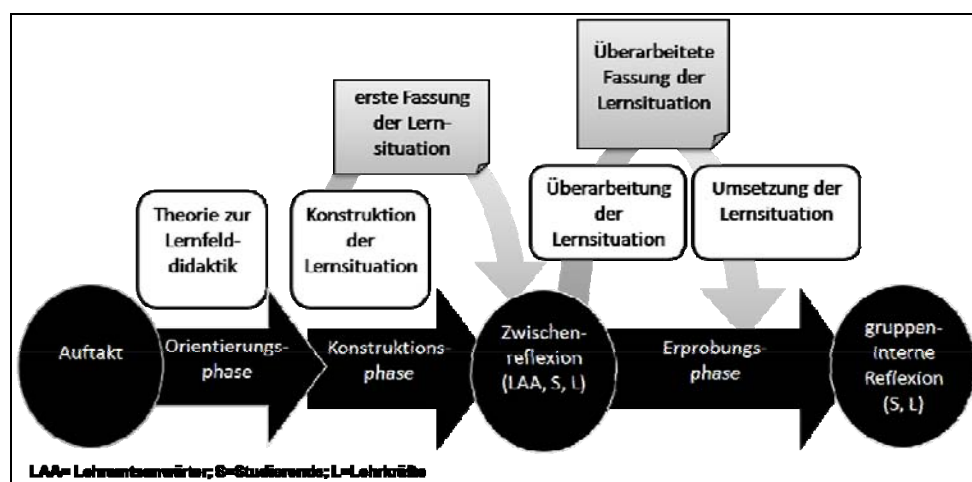 Überarbeitete
Fassung der
Lernsituation
erste Fassung
der Lern-
situation
Theorie zur
Lernfeld-
didaktik
Konstruktion
der
Lernsituation
Überarbeitung
der
Lernsituation
Umsetzung der
Lernsituation
Auftakt
Orientierungs-
phase
Konstruktions-
phase
Zwischen-
reflexion
(LAA, S, L)
Erprobungs-
phase
gruppen-
interne
Reflexion
(S, L)
LAA= Lehramtsanwärter; S=Studierende; L=Lehrkräfte